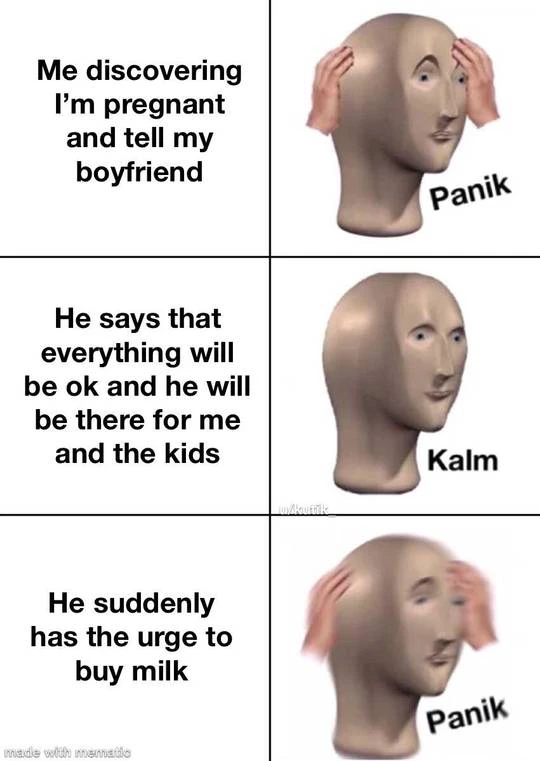 Me discovering
I’m pregnant
and tell my
boyfriend
Panik
He says that
everything will
be ok and he will
be there for me
and the kids
Kalm
u/kutik_
He suddenly
has the urge to
buy milk
Panik
made with mematic